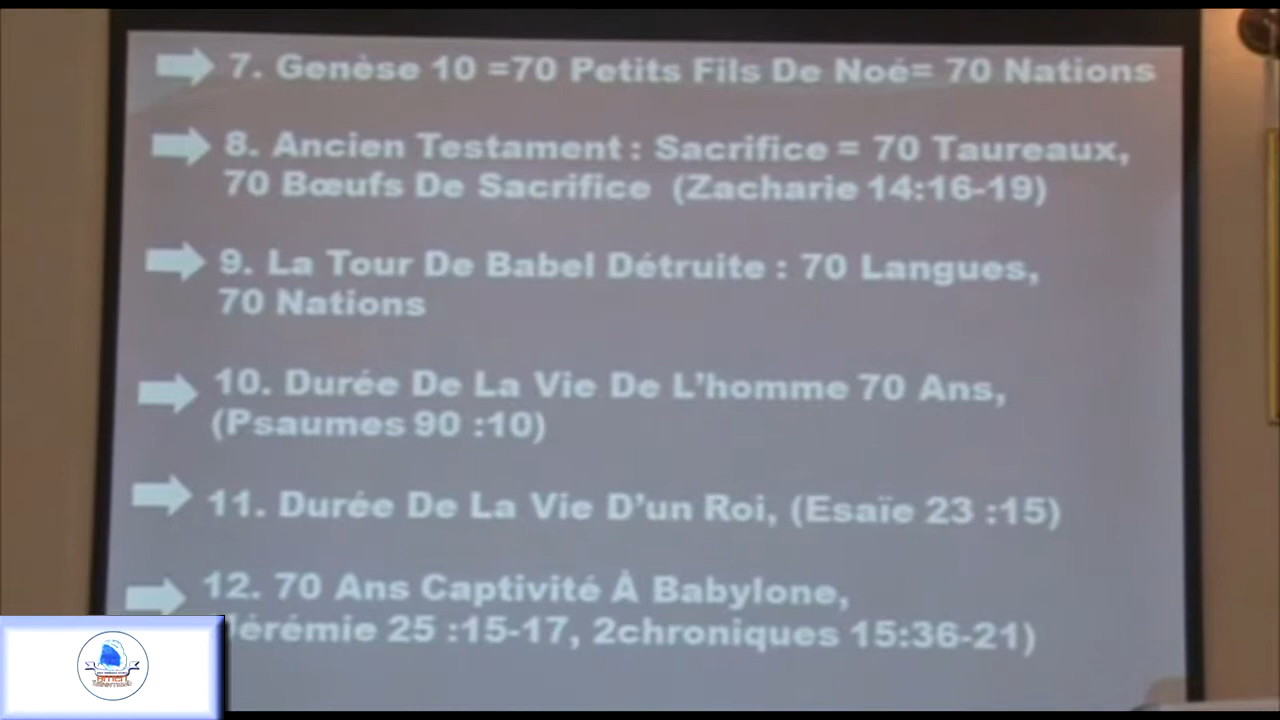 7. Genèse 10 =70 Petits Fils De Noé= 70 Nations
8. Ancien Testament : Sacrifice = 70 Taureaux,
70 Bœufs De Sacrifice (Zacharie 14:16-19)
9. La Tour De Babel Détruite : 70 Langues,
70 Nations
10. Durée De La Vie De L'homme 70 Ans,
(Psaumes 90 :10)
11. Durée De La Vie D'un Roi, (Esaïe 23 :15)
12. 70 Ans Captivité À Babylone,
Jérémie 25 :15-17, 2chroniques 15:36-21)